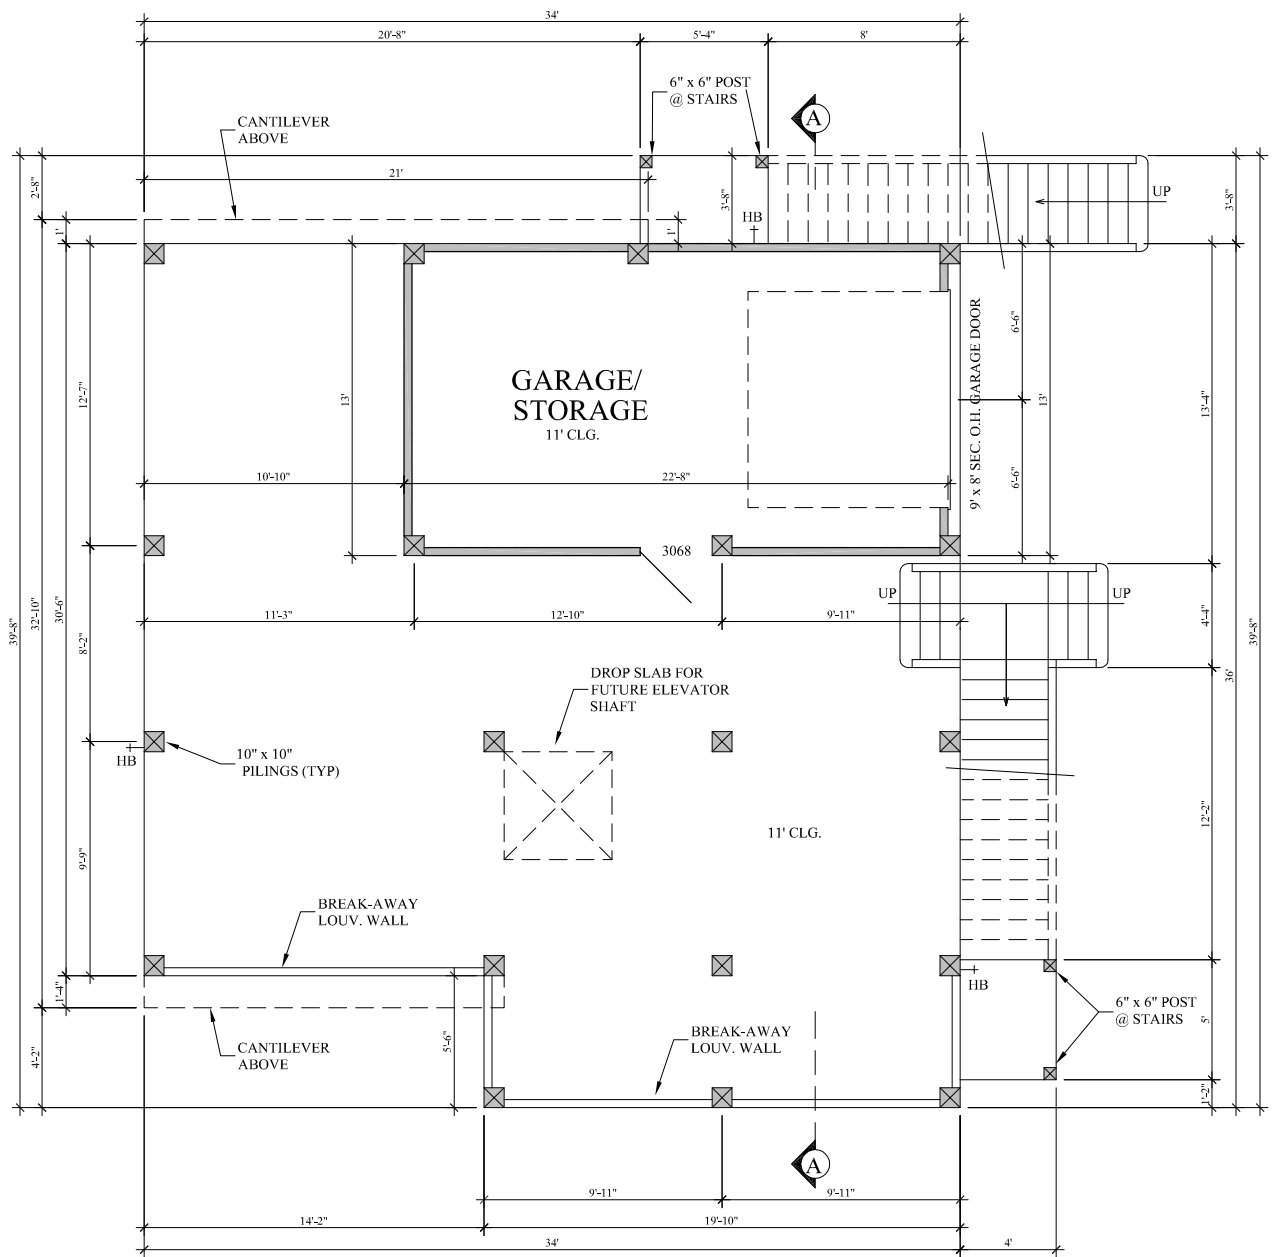 34'
20'-8"
5'-4"
8'
6" x 6" POST
@ STAIRS
A
CANTILEVER
ABOVE
21'
2'-8"
1'
3'-8"
HB
1'
UP
3'-8"
GARAGE/
STORAGE
11' CLG.
12'-7"
13'
10'-10"
22'-8"
9' x 8' SEC. O.H. GARAGE DOOR
6'-6"
6'-6"
13'
13'-4"
3068
11'-3"
12'-10"
9'-11"
UP
UP
4'-4"
39'-8"
32'-10"
30'-6"
8'-2"
36'
39'-8"
DROP SLAB FOR
FUTURE ELEVATOR
SHAFT
HB
10" x 10"
PILINGS (TYP)
11' CLG.
12'-2"
9'-9"
BREAK-AWAY
LOUV. WALL
HB
6" x 6" POST
@ STAIRS
5'
1'-4"
4'-2"
CANTILEVER
ABOVE
5'-6"
BREAK-AWAY
LOUV. WALL
1'-2"
A
9'-11"
9'-11"
14'-2"
19'-10"
34'
4'